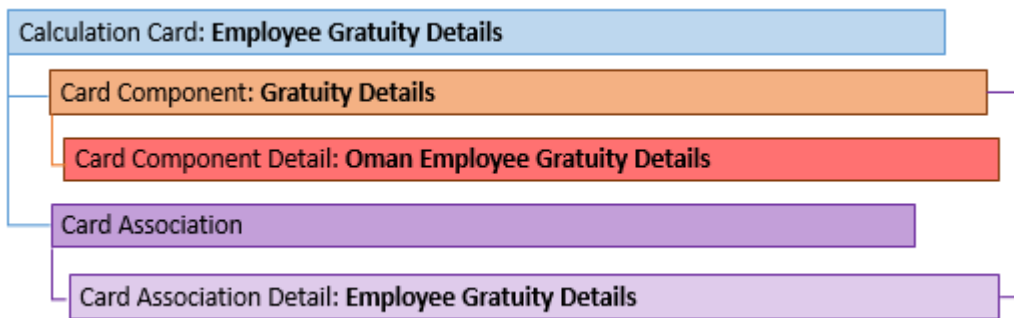 Calculation Card: Employee Gratuity Details
Card Component: Gratuity Details
Card Component Detail: Oman Employee Gratuity Details
Card Association
Card Association Detail: Employee Gratuity Details